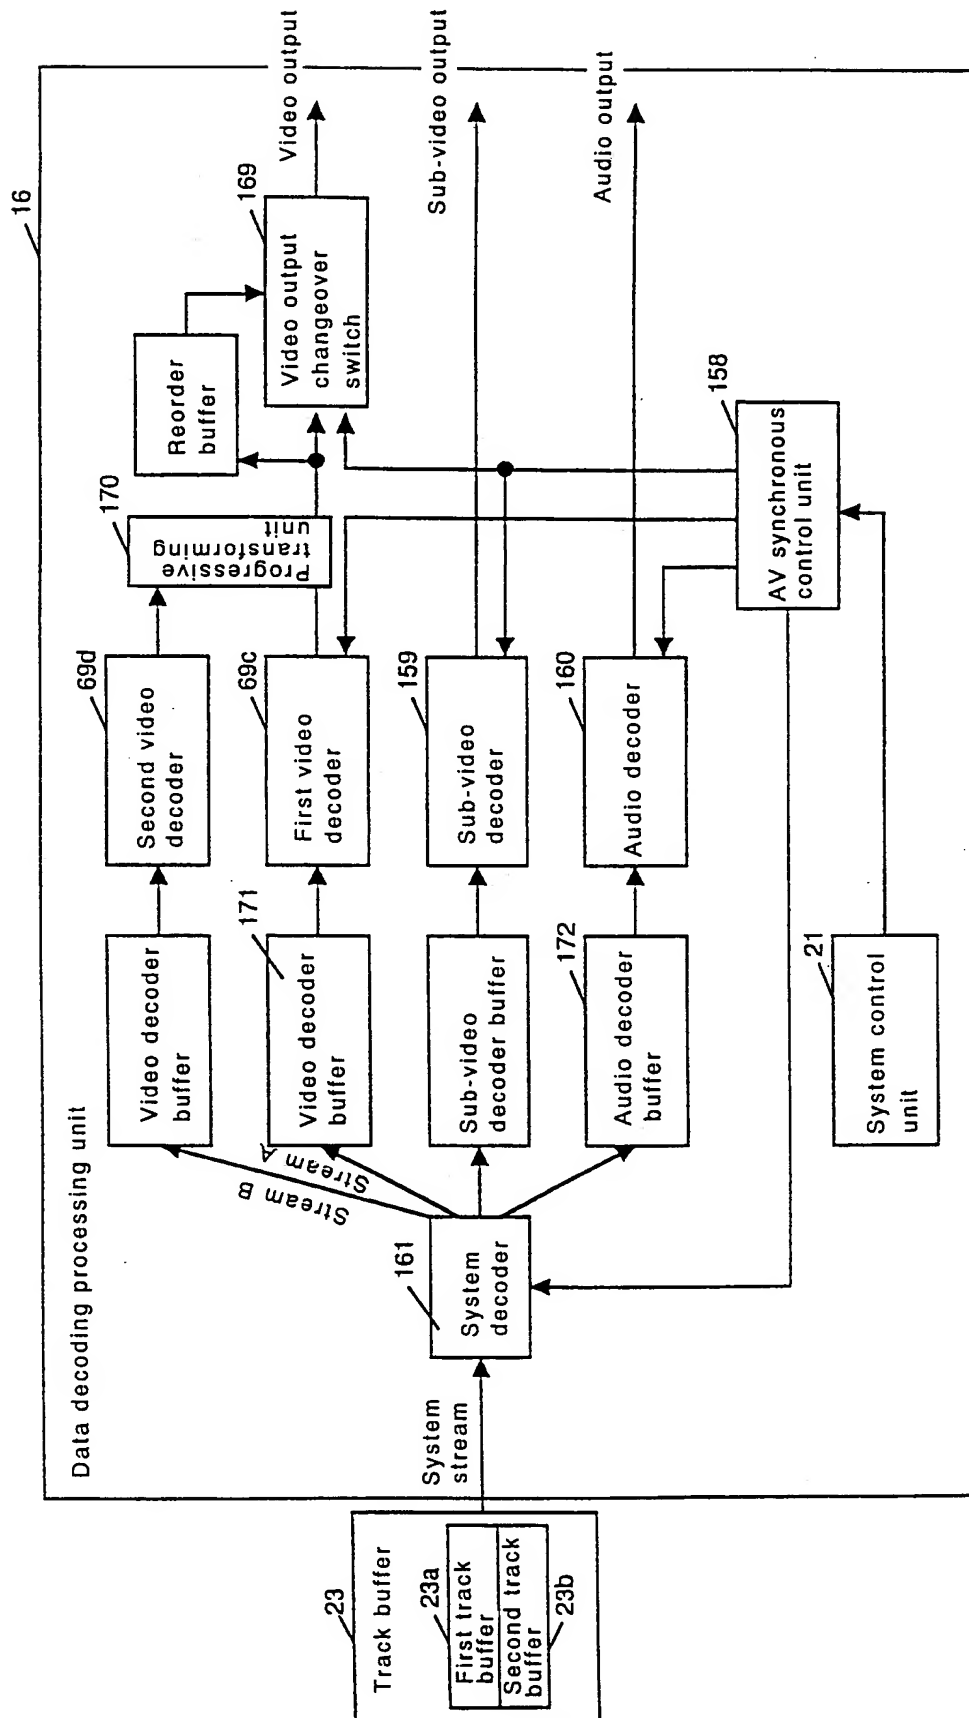 16
Data decoding processing unit
23
Track buffer
23a
First track
buffer
Second track
buffer
23b
System
stream
161
System
decoder
Stream B
Stream A
Video decoder
buffer
171
Video decoder
buffer
Sub-video
decoder buffer
172
Audio decoder
buffer
21
System control
unit
69d
Second video
decoder
69c
First video
decoder
159
Sub-video
decoder
160
Audio decoder
158
AV synchronous
control unit
170
Progressive
transforming
unit
Reorder
buffer
169
Video output
changeover
switch
Video output
Sub-video output
Audio output